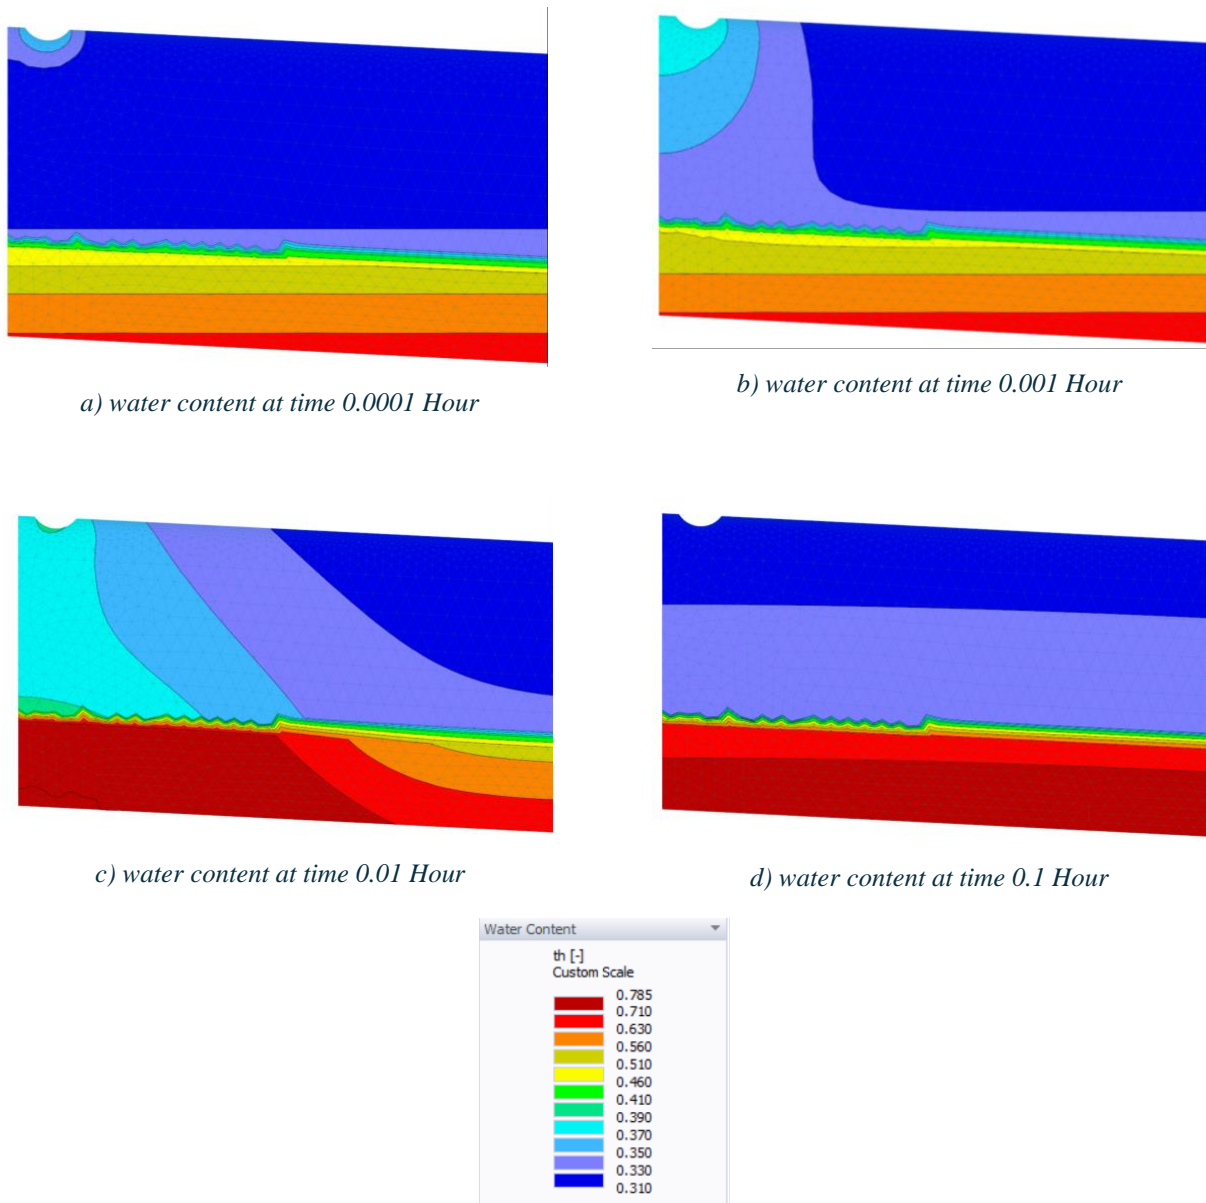 a) water content at time 0.0001 Hour
b) water content at time 0.001 Hour
c) water content at time 0.01 Hour
d) water content at time 0.1 Hour
Water Content
th [-]
Custom Scale
0.785
0.710
0.630
0.560
0.510
0.460
0.410
0.390
0.370
0.350
0.330
0.310